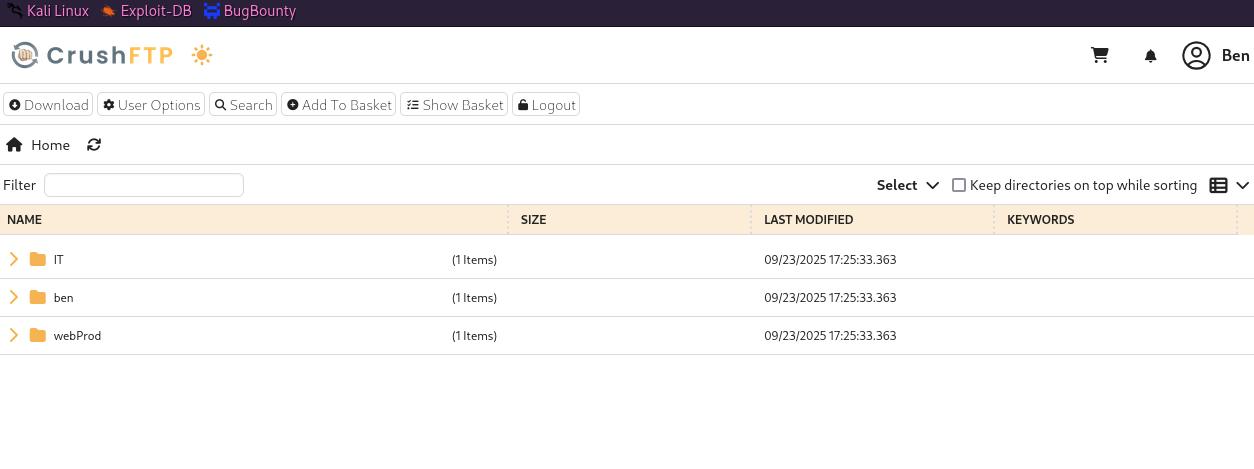 Kali Linux Exploit-DB BugBounty
CrushFTP Ben
Download User Options Search Add To Basket Show Basket Logout
Home
Filter Select Keep directories on top while sorting
NAME SIZE LAST MODIFIED KEYWORDS
IT (1 Items) 09/23/2025 17:25:33.363
ben (1 Items) 09/23/2025 17:25:33.363
webProd (1 Items) 09/23/2025 17:25:33.363